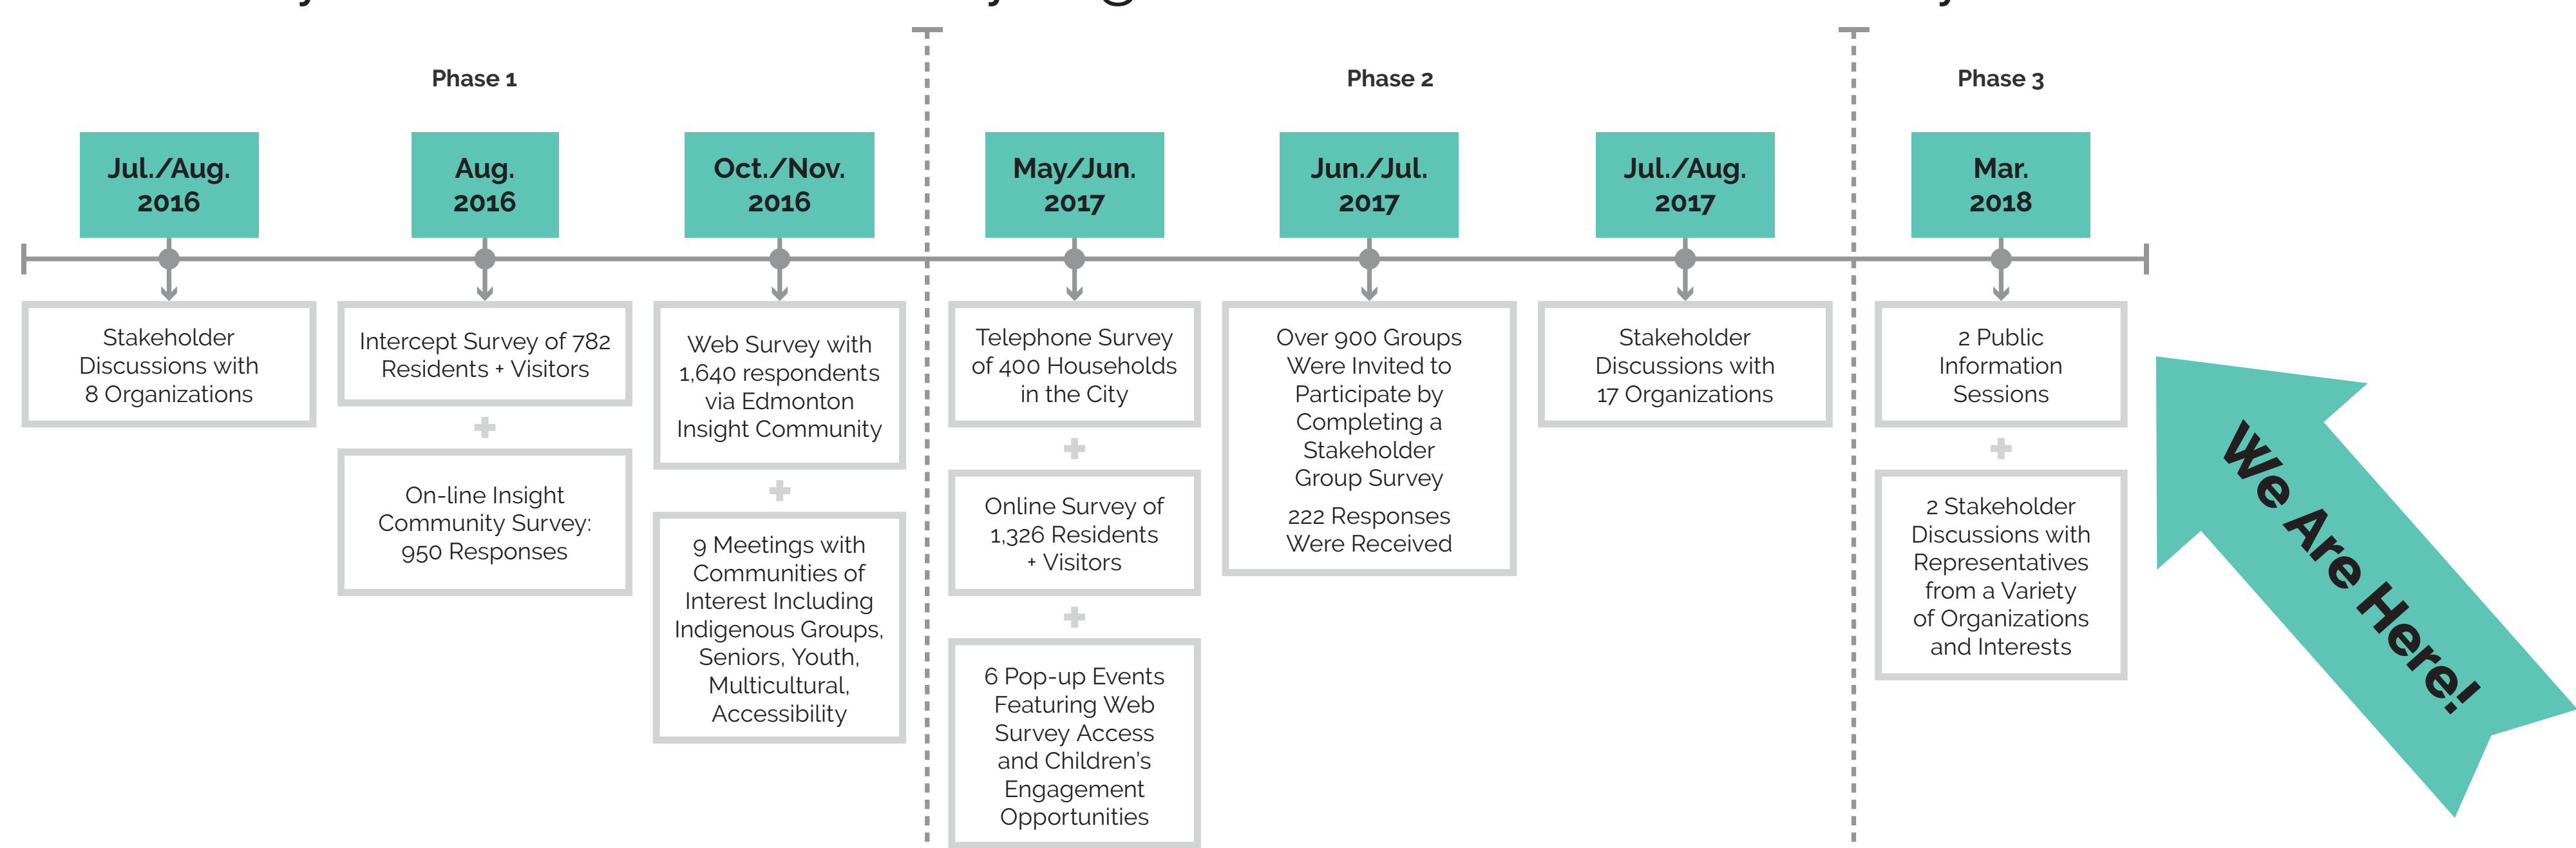 Phase 1
Phase 2
Phase 3
Jul./Aug.
2016
Aug.
2016
Oct./Nov.
2016
May/Jun.
2017
Jun./Jul.
2017
Jul./Aug.
2017
Mar.
2018
Stakeholder
Discussions with
8 Organizations
Intercept Survey of 782
Residents + Visitors
On-line Insight
Community Survey:
950 Responses
Web Survey with
1,640 respondents
via Edmonton
Insight Community
9 Meetings with
Communities of
Interest Including
Indigenous Groups,
Seniors, Youth,
Multicultural,
Accessibility
Telephone Survey
of 400 Households
in the City
Online Survey of
1,326 Residents
+ Visitors
6 Pop-up Events
Featuring Web
Survey Access
and Children’s
Engagement
Opportunities
Over 900 Groups
Were Invited to
Participate by
Completing a
Stakeholder
Group Survey
222 Responses
Were Received
Stakeholder
Discussions with
17 Organizations
2 Public
Information
Sessions
2 Stakeholder
Discussions with
Representatives
from a Variety
of Organizations
and Interests
We Are Here!